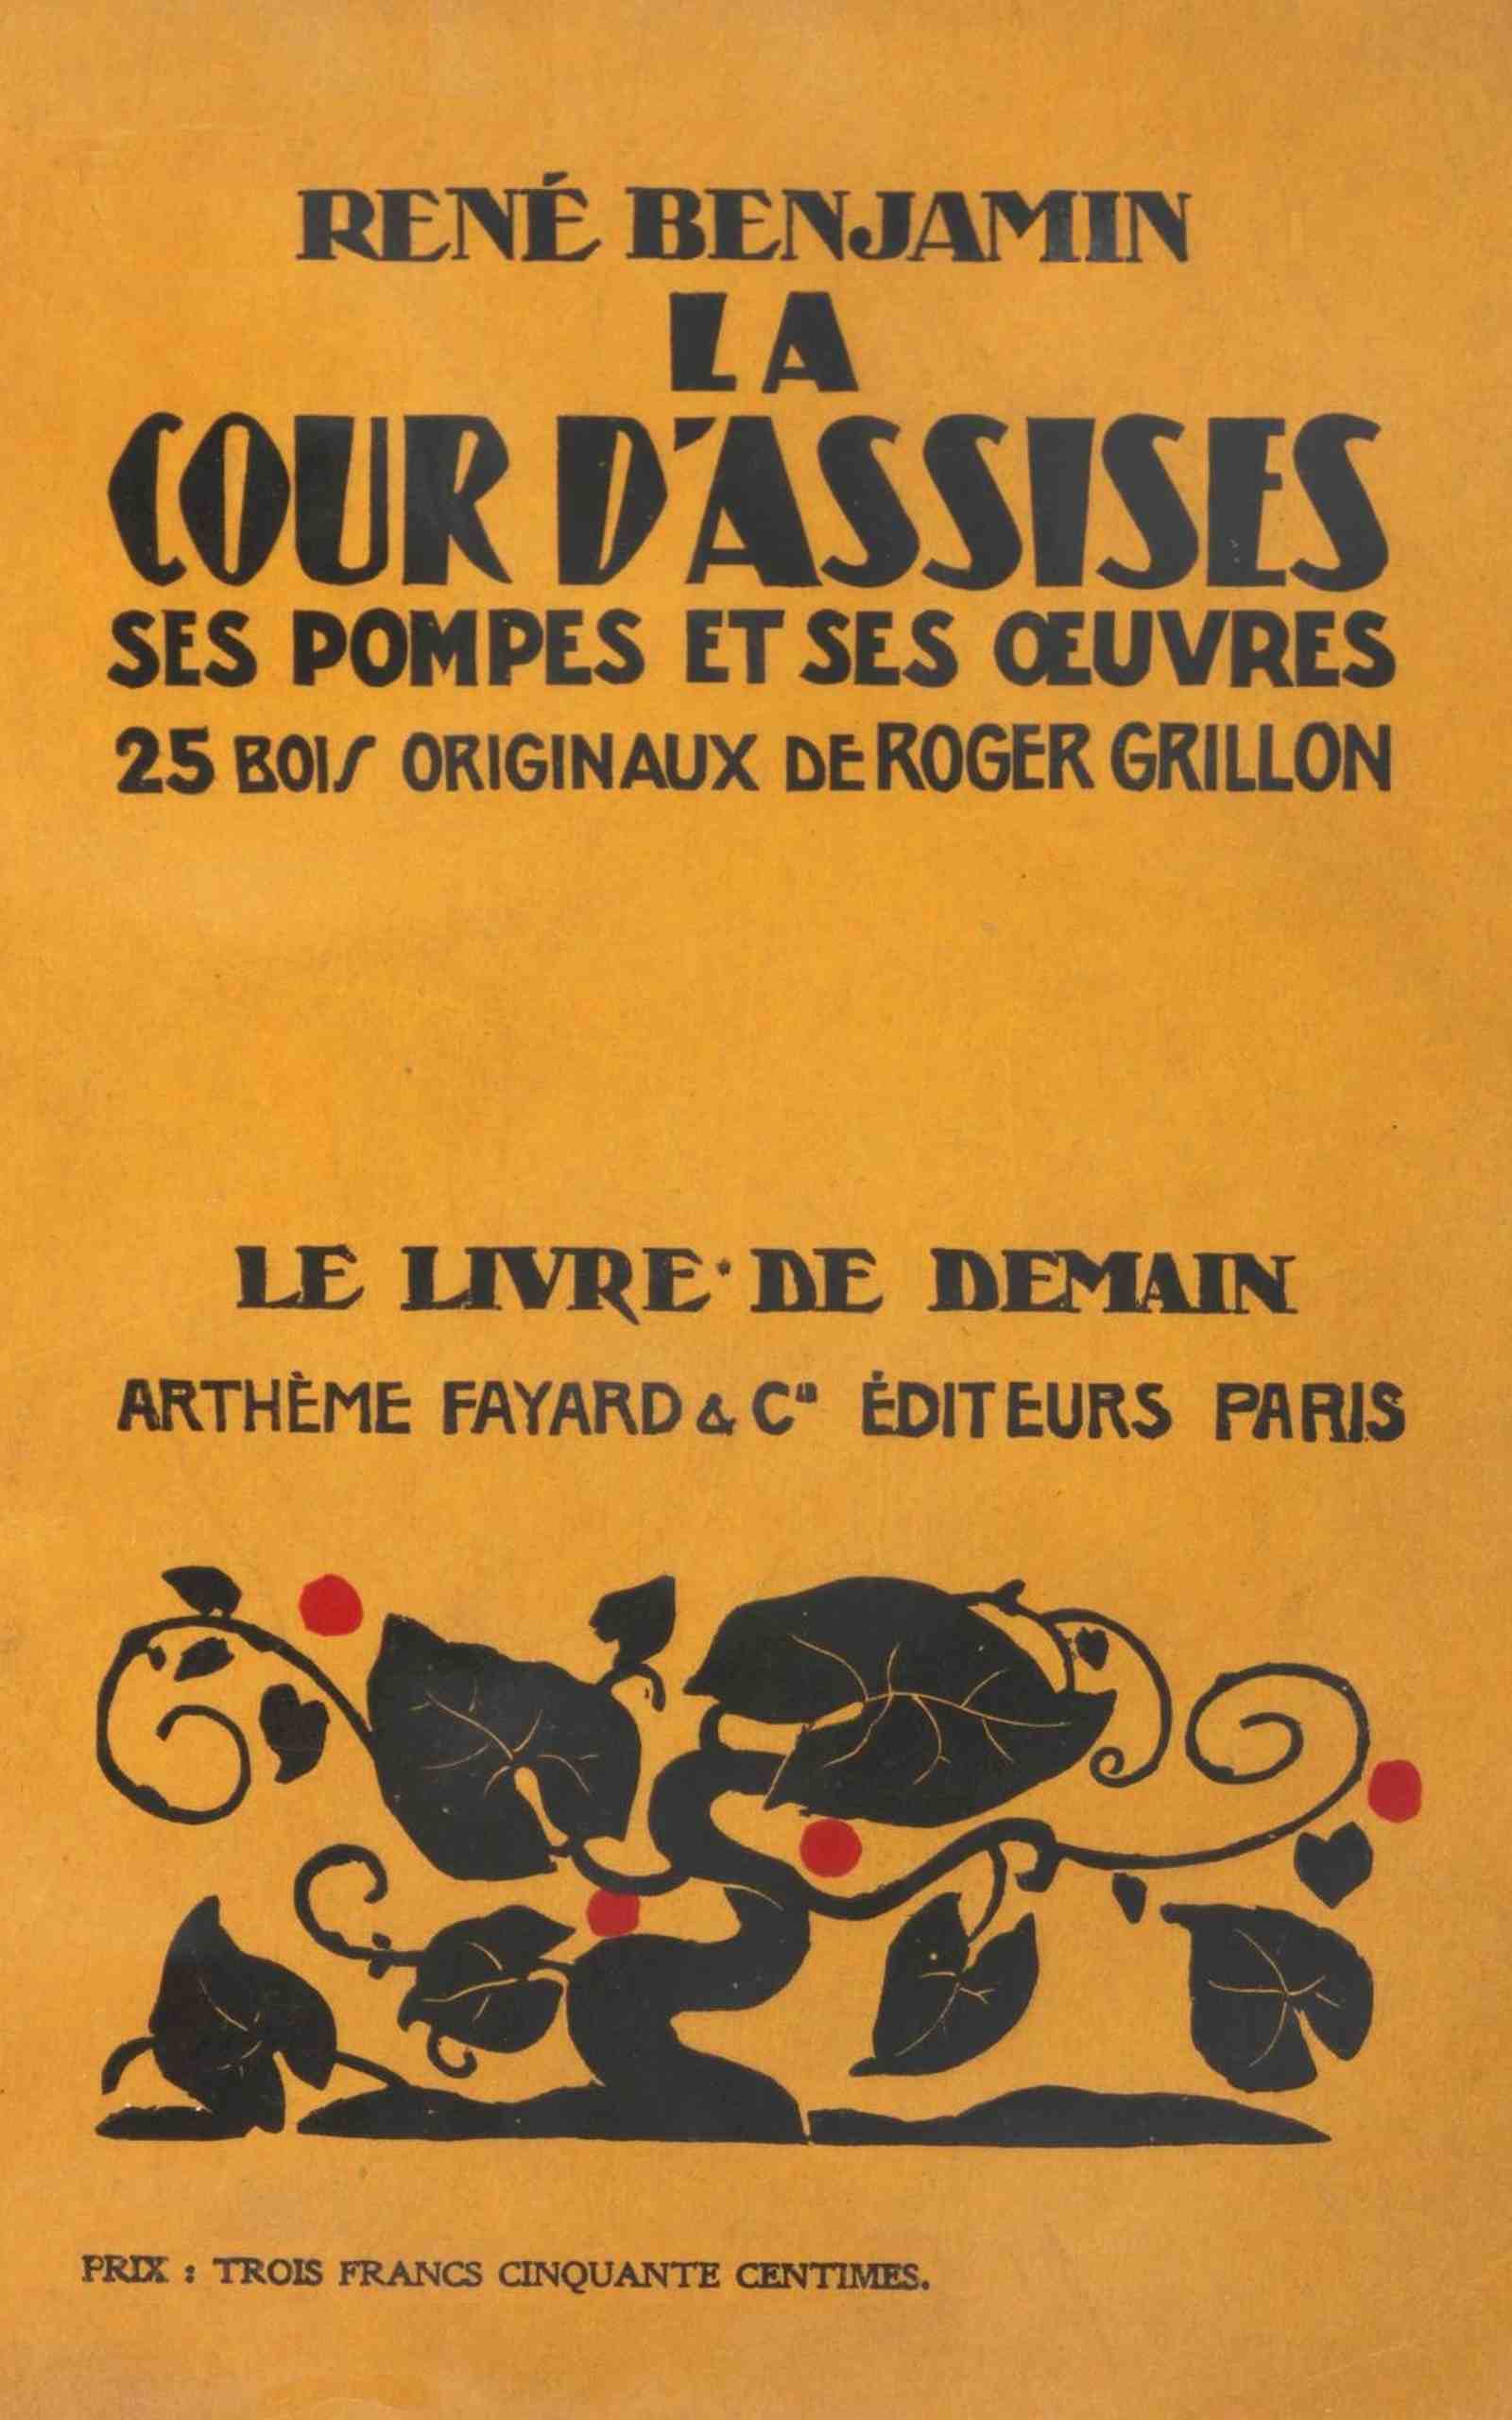 RENÉ BENJAMIN
LA
COUR D'ASSISES
SES POMPES ET SES ŒUVRES
25 BOIS ORIGINAUX DE ROGER GRILLON
LE LIVRE · DE DEMAIN
ARTHÈME FAYARD & Cie ÉDITEURS PARIS
PRIX : TROIS FRANCS CINQUANTE CENTIMES.